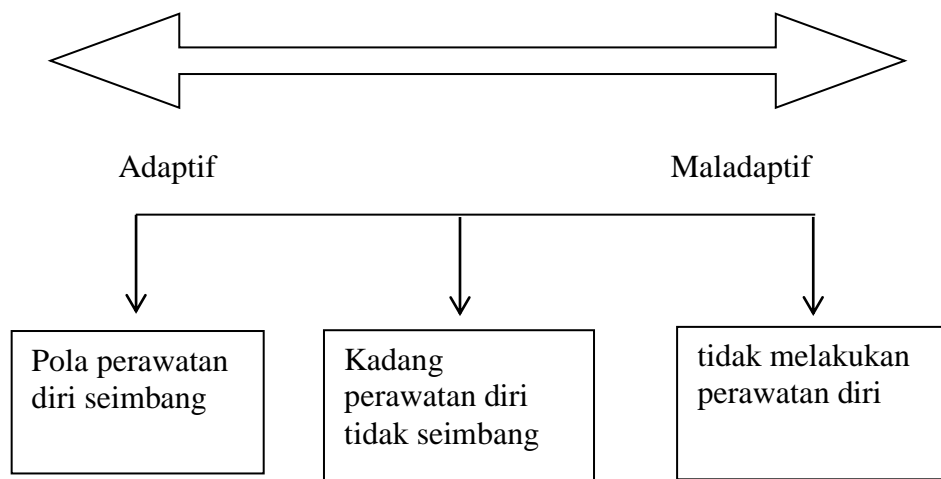 Adaptif
Maladaptif
Pola perawatan
diri seimbang
Kadang
perawatan diri
tidak seimbang
tidak melakukan
perawatan diri